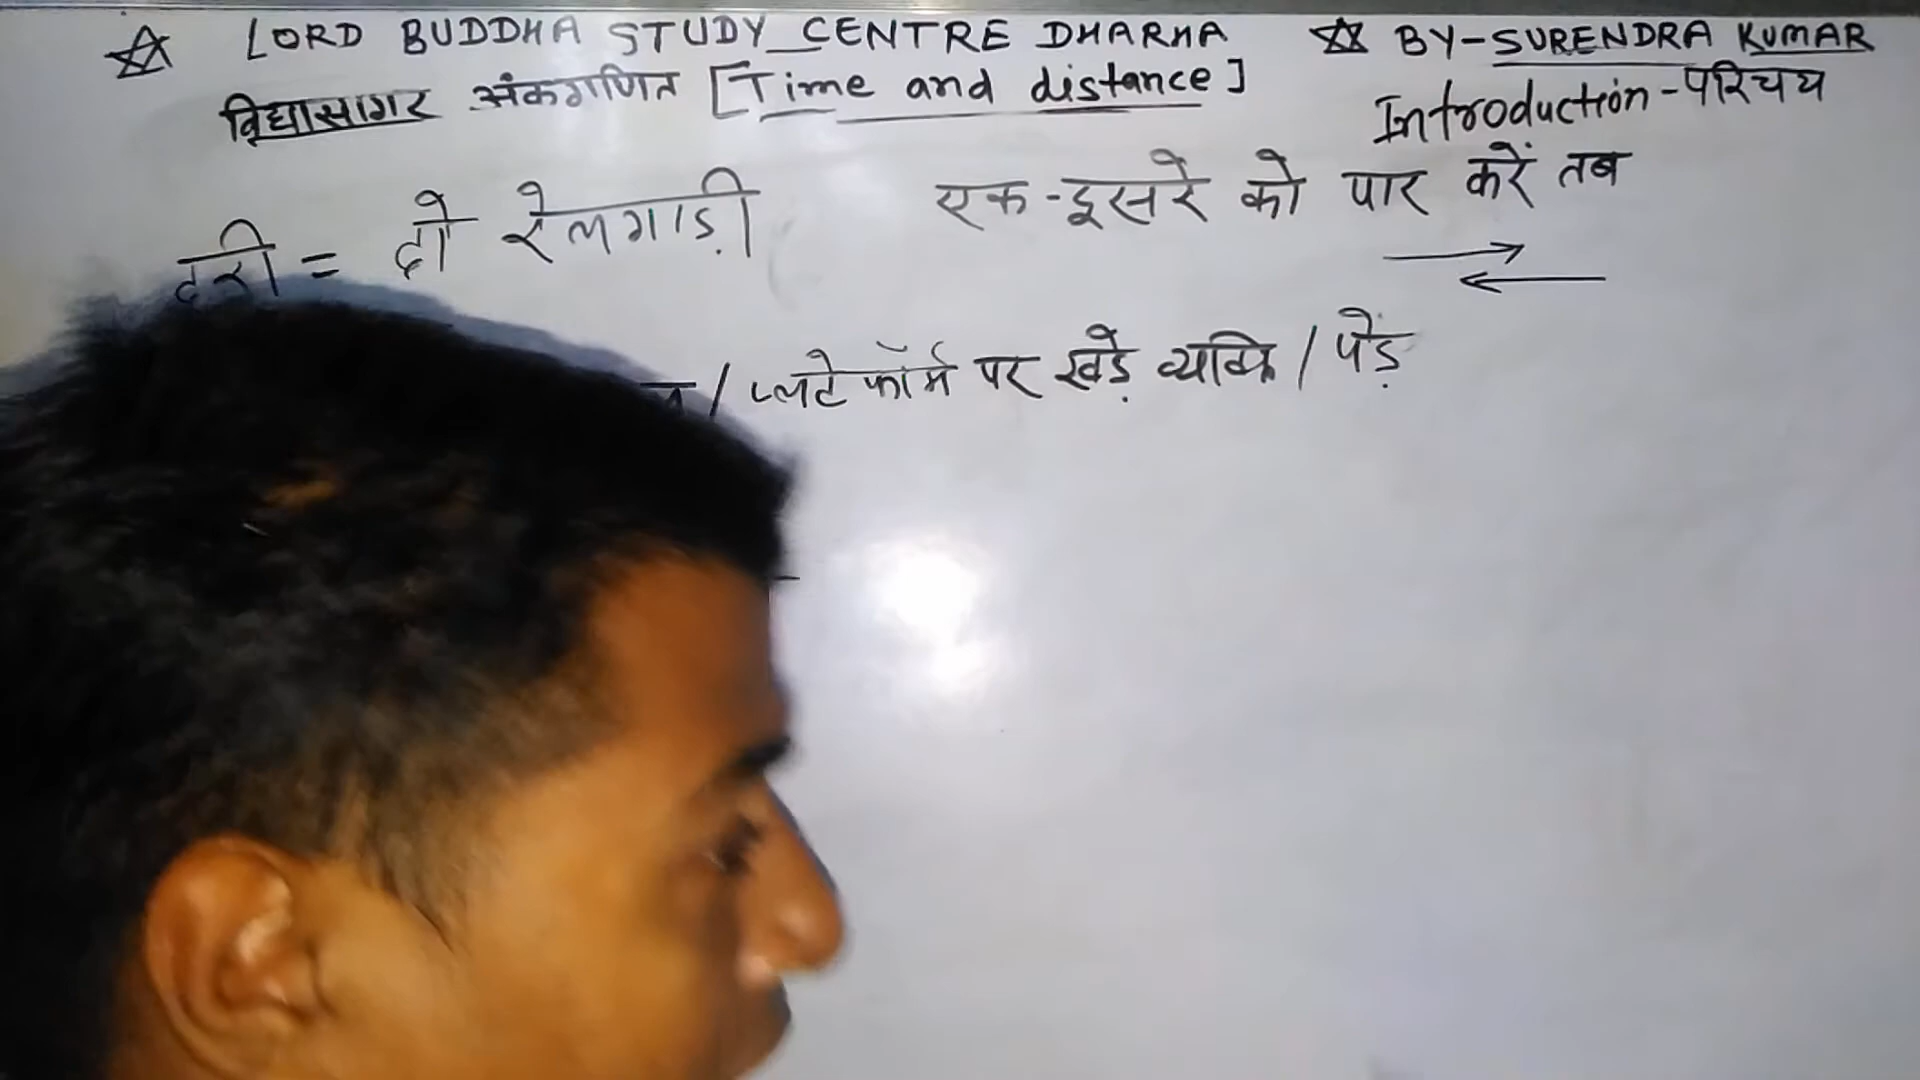 LORD BUDDHA STUDY CENTRE DHARHA ☆ BY-SURENDRA KUMAR
विद्यासागर अंकगणित [Time and distance] Introduction-परिचय
दूरी = दो रेलगाड़ी एक-दूसरे को पार करें तब
/ प्लेटफॉर्म पर खड़े व्यक्ति / पेड़